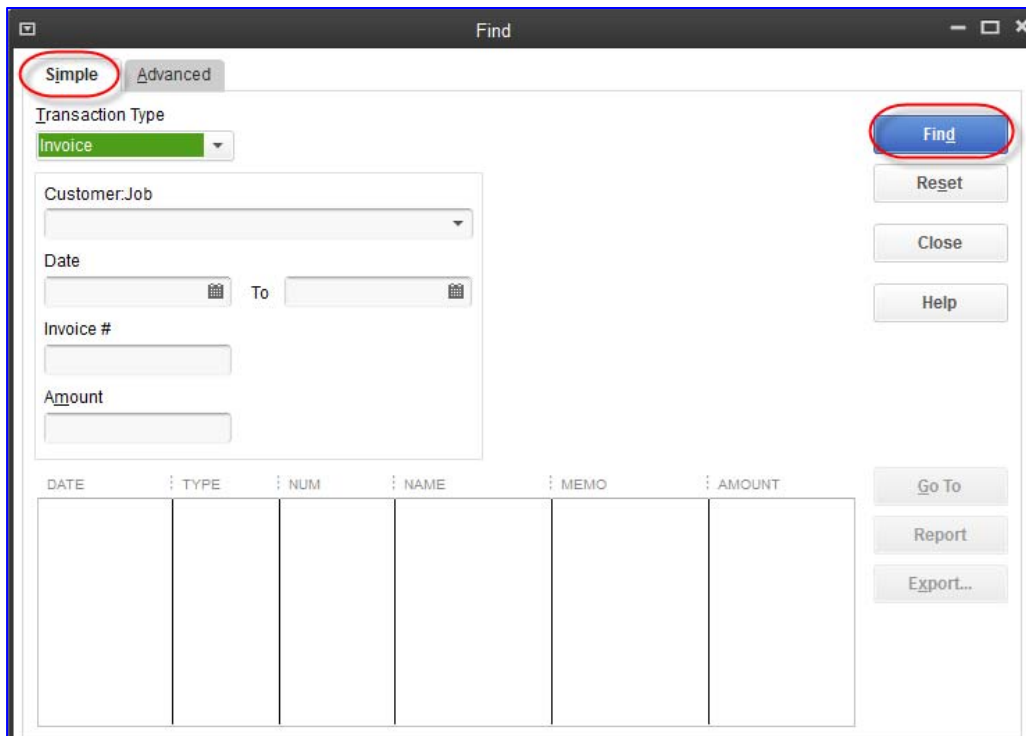 Find
Simple Advanced
Transaction Type
Invoice
Find
Customer:Job
Reset
Date
Close
To
Invoice #
Help
Amount
DATE TYPE NUM NAME MEMO AMOUNT
Go To
Report
Export...